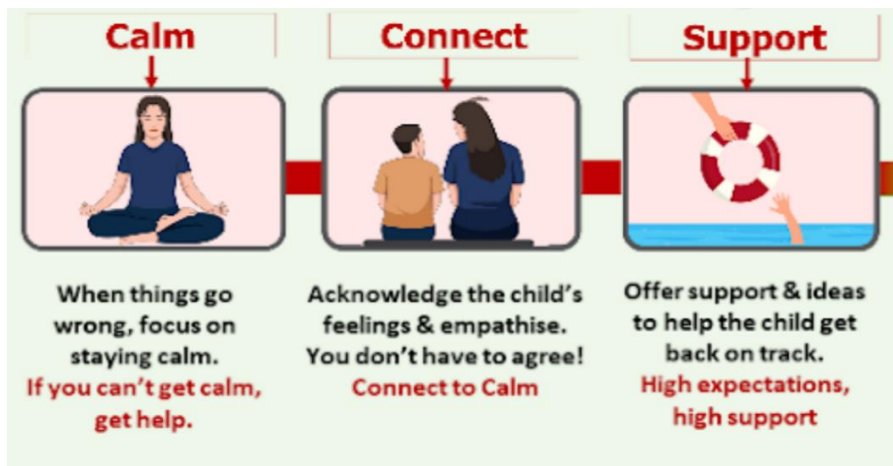 Calm
When things go
wrong, focus on
staying calm.
If you can't get calm,
get help.
Connect
Acknowledge the child's
feelings & empathise.
You don't have to agree!
Connect to Calm
Support
Offer support & ideas
to help the child get
back on track.
High expectations,
high support